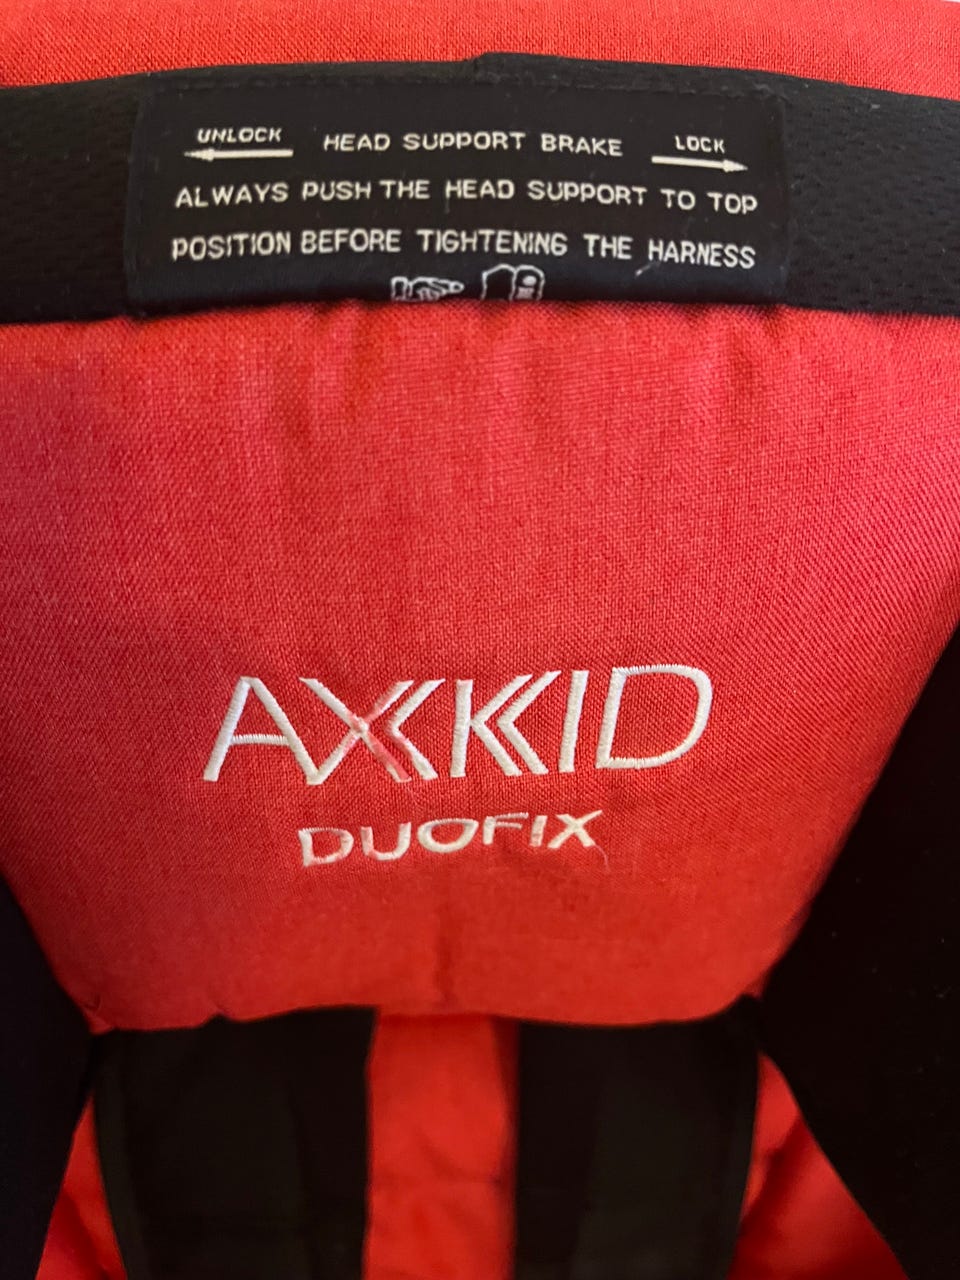 UNLOCK HEAD SUPPORT BRAKE LOCK
ALWAYS PUSH THE HEAD SUPPORT TO TOP
POSITION BEFORE TIGHTENING THE HARNESS
AXKID
DUOFIX